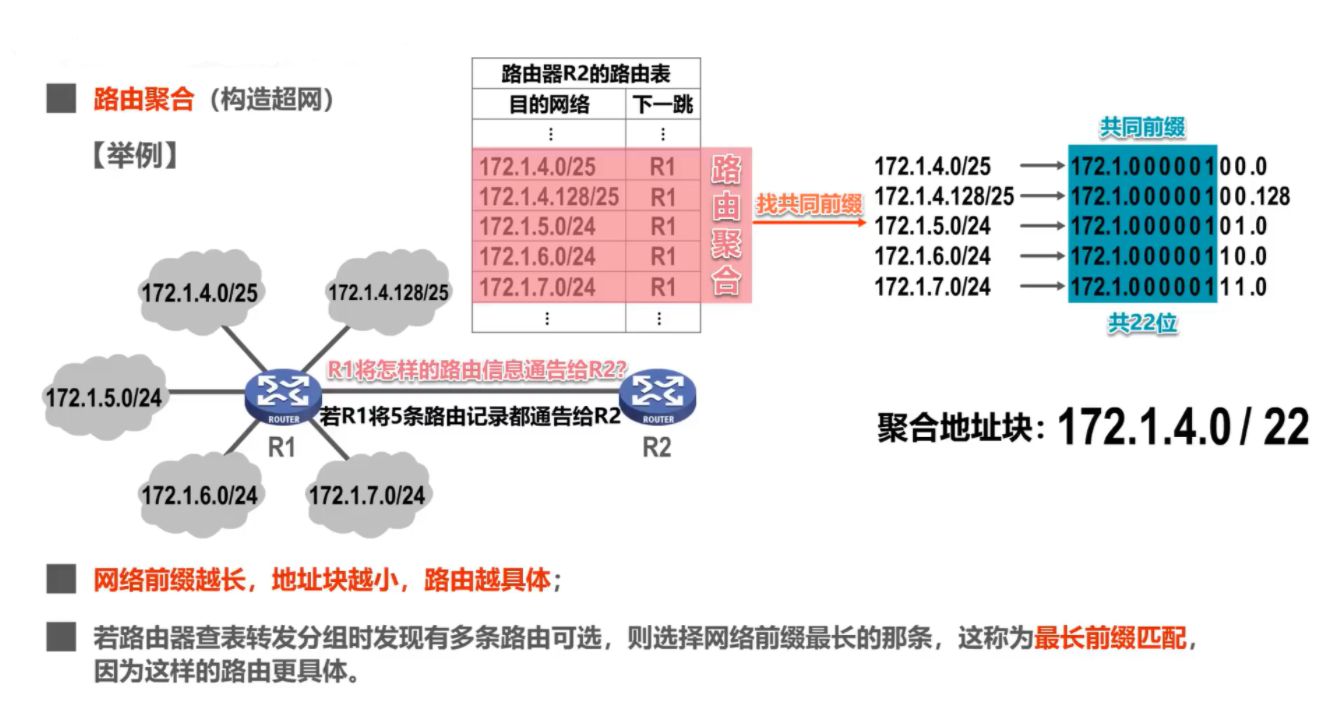 路由聚合（构造超网）
【举例】
路由器R2的路由表
目的网络 下一跳
⋮ ⋮
172.1.4.0/25 R1
172.1.4.128/25 R1
172.1.5.0/24 R1
172.1.6.0/24 R1
172.1.7.0/24 R1
⋮ ⋮
路由聚合
找共同前缀
共同前缀
172.1.4.0/25 172.1.00000100.0
172.1.4.128/25 172.1.00000100.128
172.1.5.0/24 172.1.00000101.0
172.1.6.0/24 172.1.00000110.0
172.1.7.0/24 172.1.00000111.0
共22位
172.1.4.0/25
172.1.4.128/25
172.1.5.0/24
172.1.6.0/24
172.1.7.0/24
ROUTER
R1
R1将怎样的路由信息通告给R2?
若R1将5条路由记录都通告给R2
ROUTER
R2
聚合地址块：172.1.4.0 / 22
网络前缀越长，地址块越小，路由越具体；
若路由器查表转发分组时发现有多条路由可选，则选择网络前缀最长的那条，这称为最长前缀匹配，
因为这样的路由更具体。